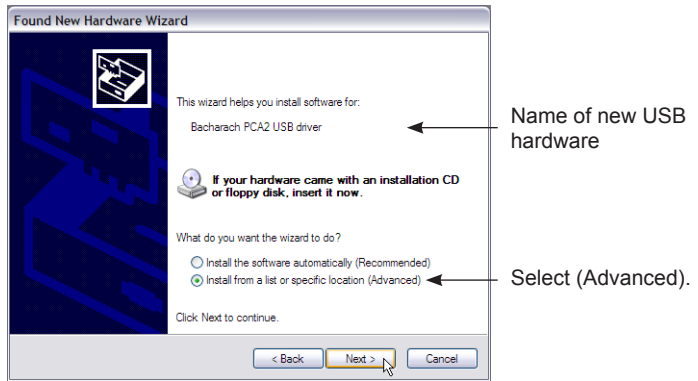 Found New Hardware Wizard
This wizard helps you install software for:
Bacharach PCA2 USB driver
Name of new USB
hardware
If your hardware came with an installation CD
or floppy disk, insert it now.
What do you want the wizard to do?
Install the software automatically (Recommended)
Install from a list or specific location (Advanced)
Select (Advanced).
Click Next to continue.
< Back
Next >
Cancel